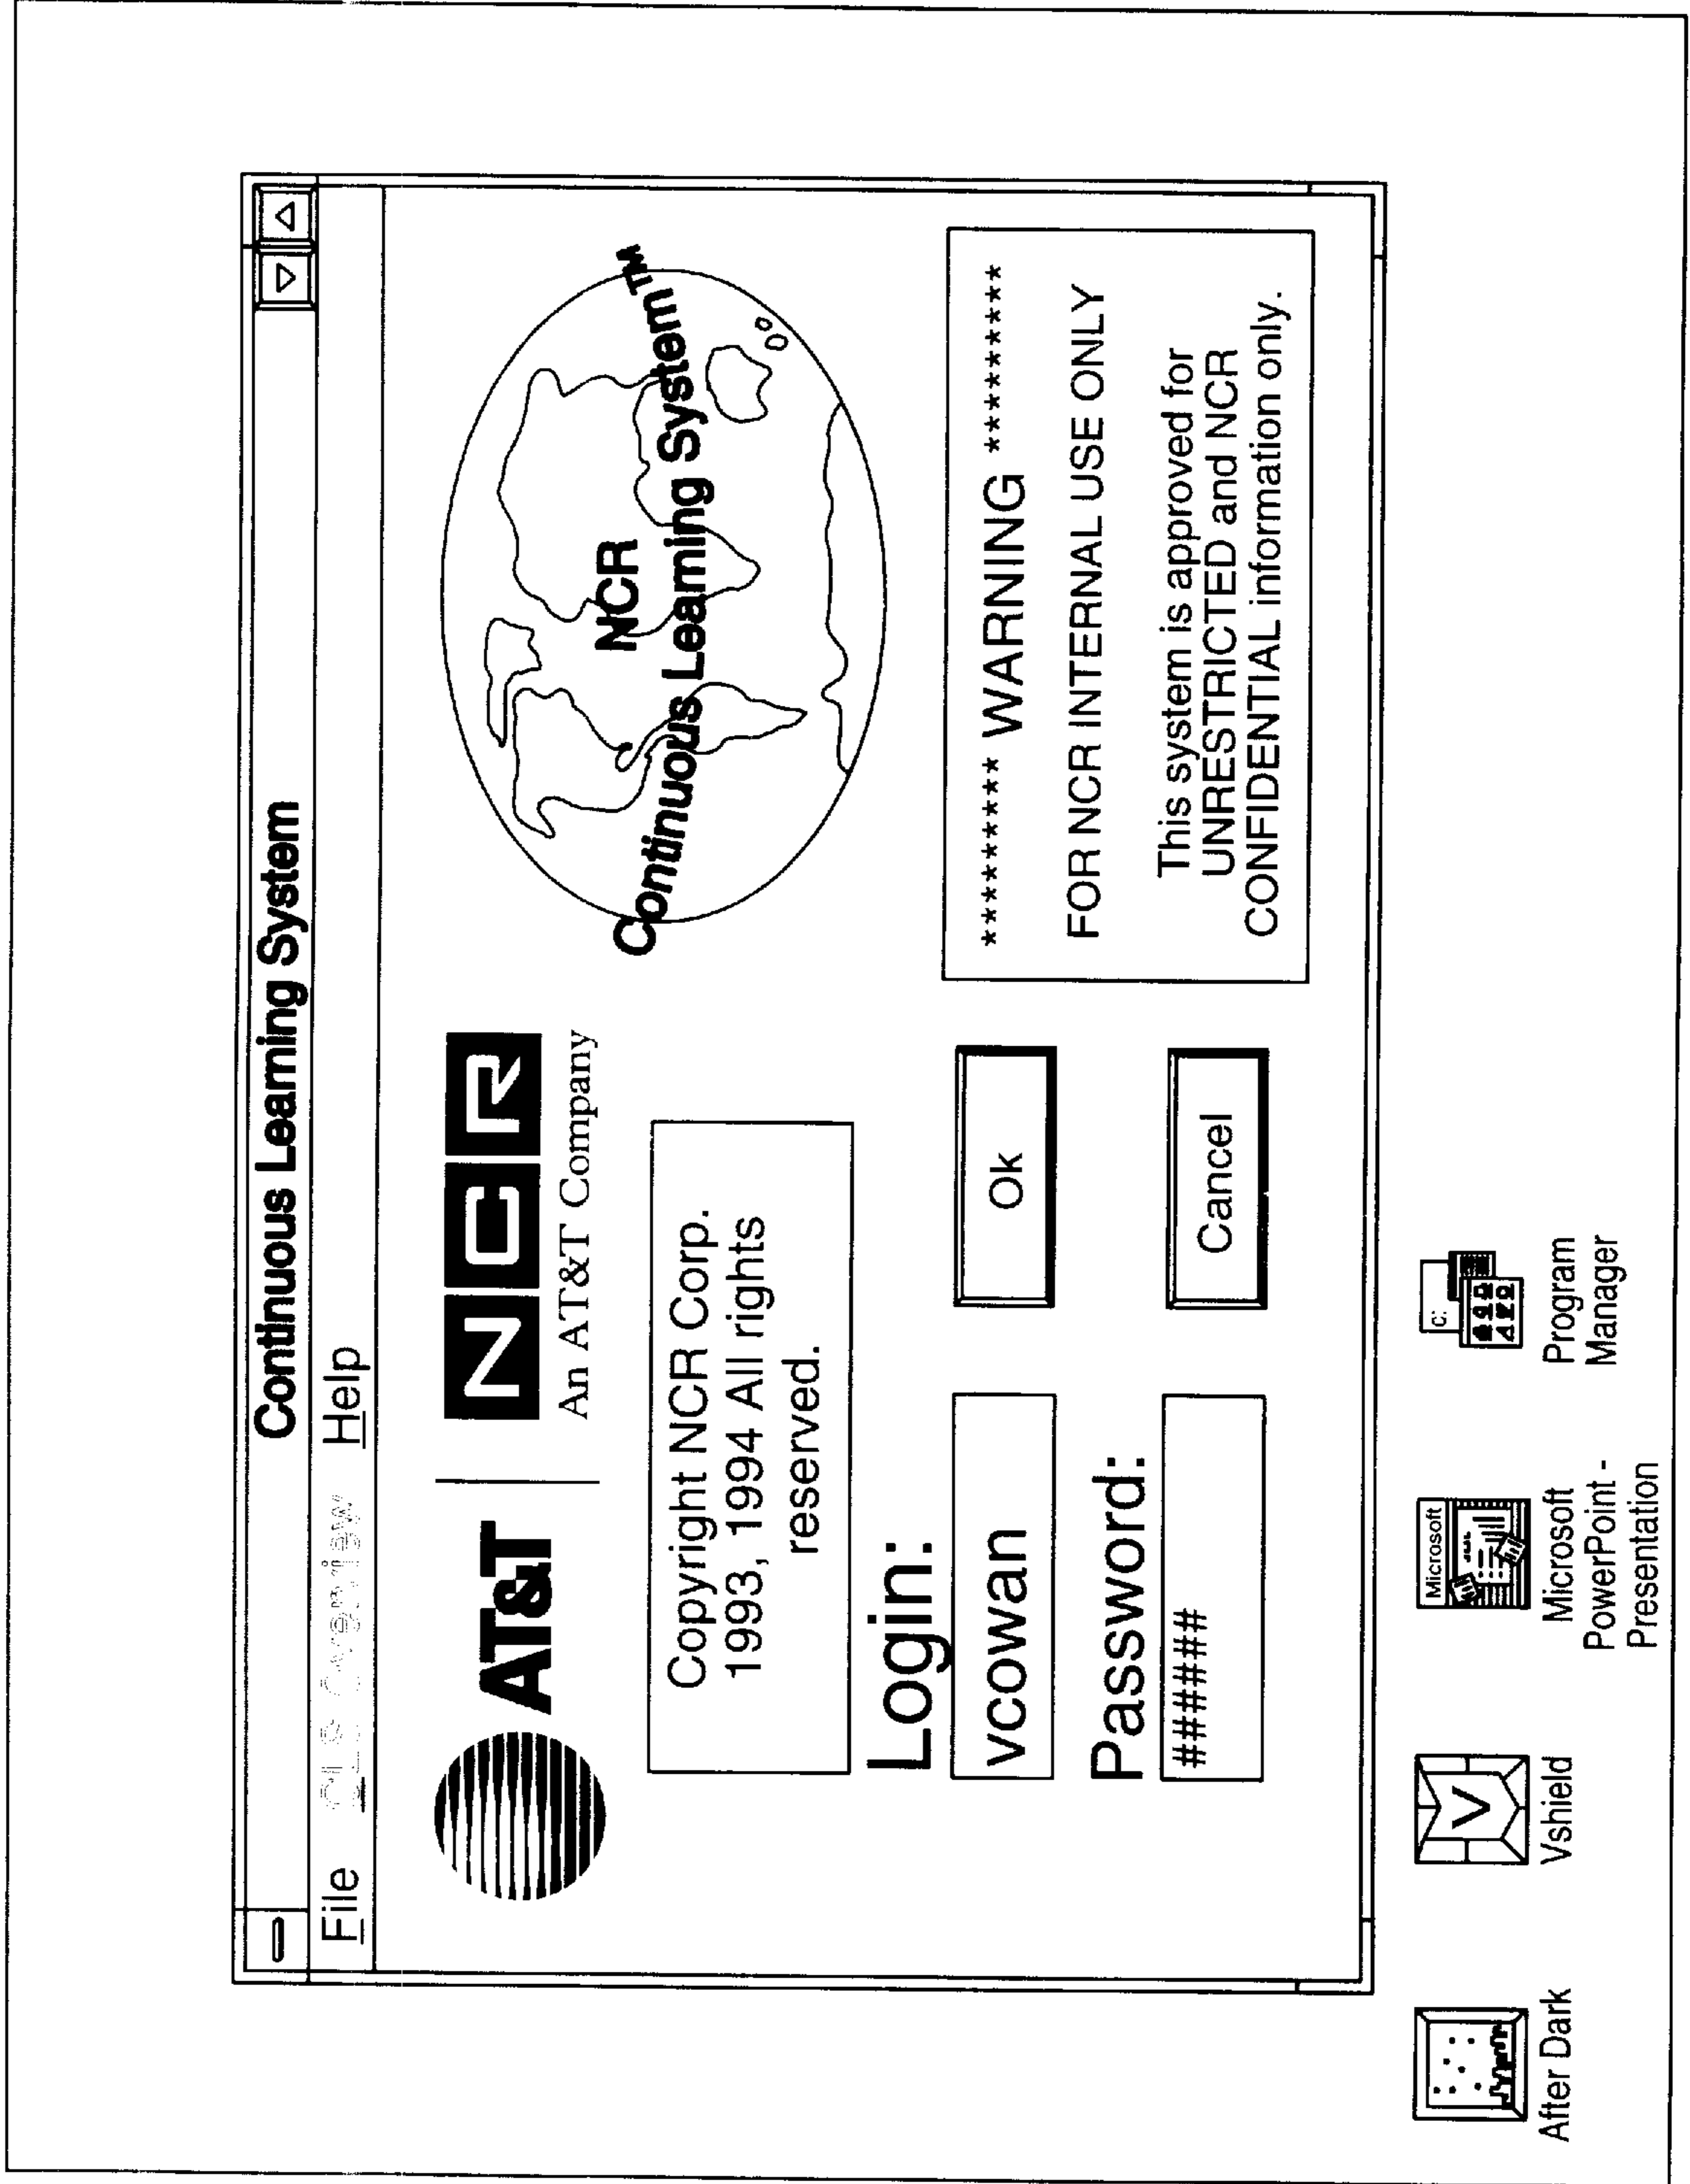 Continuous Learning System
File CLS Overview Help
AT&T
NCR
An AT&T Company
Copyright NCR Corp.
1993, 1994 All rights
reserved.
NCR
Continuous Learning System™
Login:
vcowan
Ok
Password:
######
Cancel
********* WARNING *********
FOR NCR INTERNAL USE ONLY
This system is approved for
UNRESTRICTED and NCR
CONFIDENTIAL information only.
After Dark
V
Vshield
Microsoft
Microsoft
PowerPoint -
Presentation
C:
Program
Manager